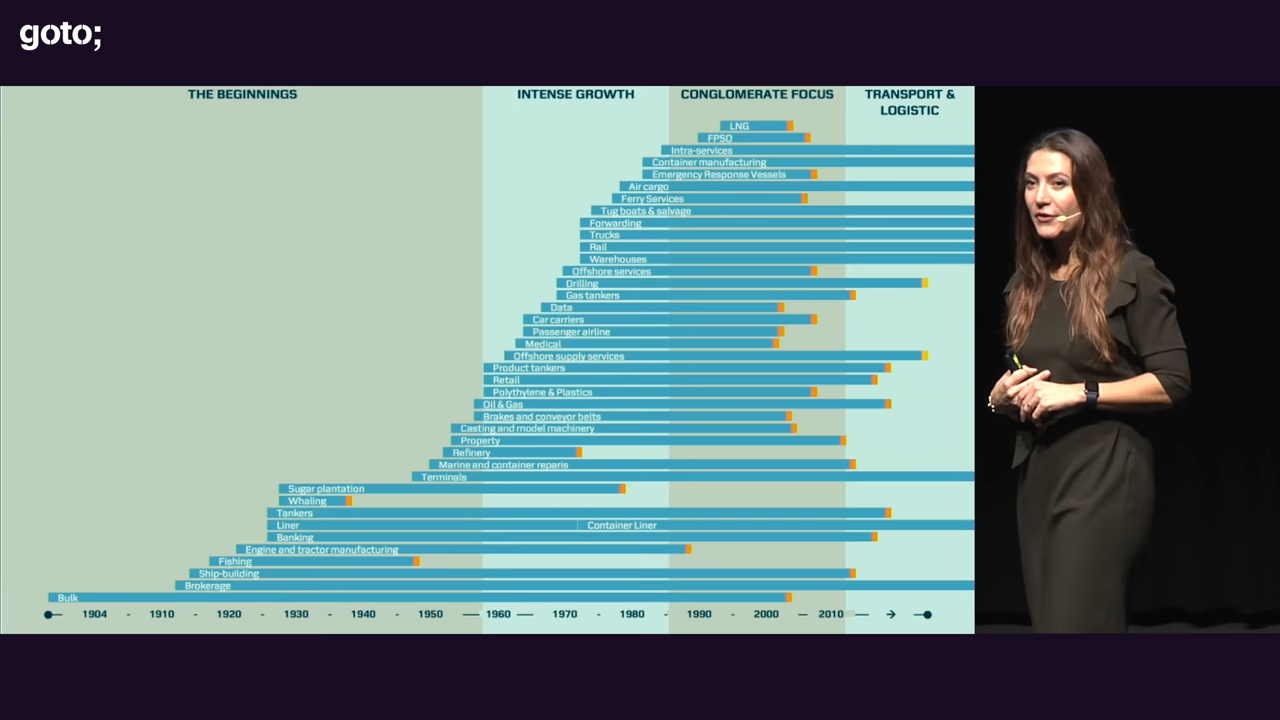 goto;
THE BEGINNINGS
INTENSE GROWTH
CONGLOMERATE FOCUS
TRANSPORT &
LOGISTIC
LNG
FPSO
Intra-services
Container manufacturing
Emergency Response Vessels
Air cargo
Ferry Services
Tug boats & salvage
Forwarding
Trucks
Rail
Warehouses
Offshore services
Drilling
Gas tankers
Data
Car carriers
Passenger airline
Medical
Offshore supply services
Product tankers
Retail
Polythylene & Plastics
Oil & Gas
Brakes and conveyor belts
Casting and model machinery
Property
Refinery
Marine and container reparis
Terminals
Sugar plantation
Whaling
Tankers
Liner Container Liner
Banking
Engine and tractor manufacturing
Fishing
Ship-building
Brokerage
Bulk
1904 - 1910 - 1920 - 1930 - 1940 - 1950 — 1960 — 1970 - 1980 - 1990 - 2000 — 2010 — →